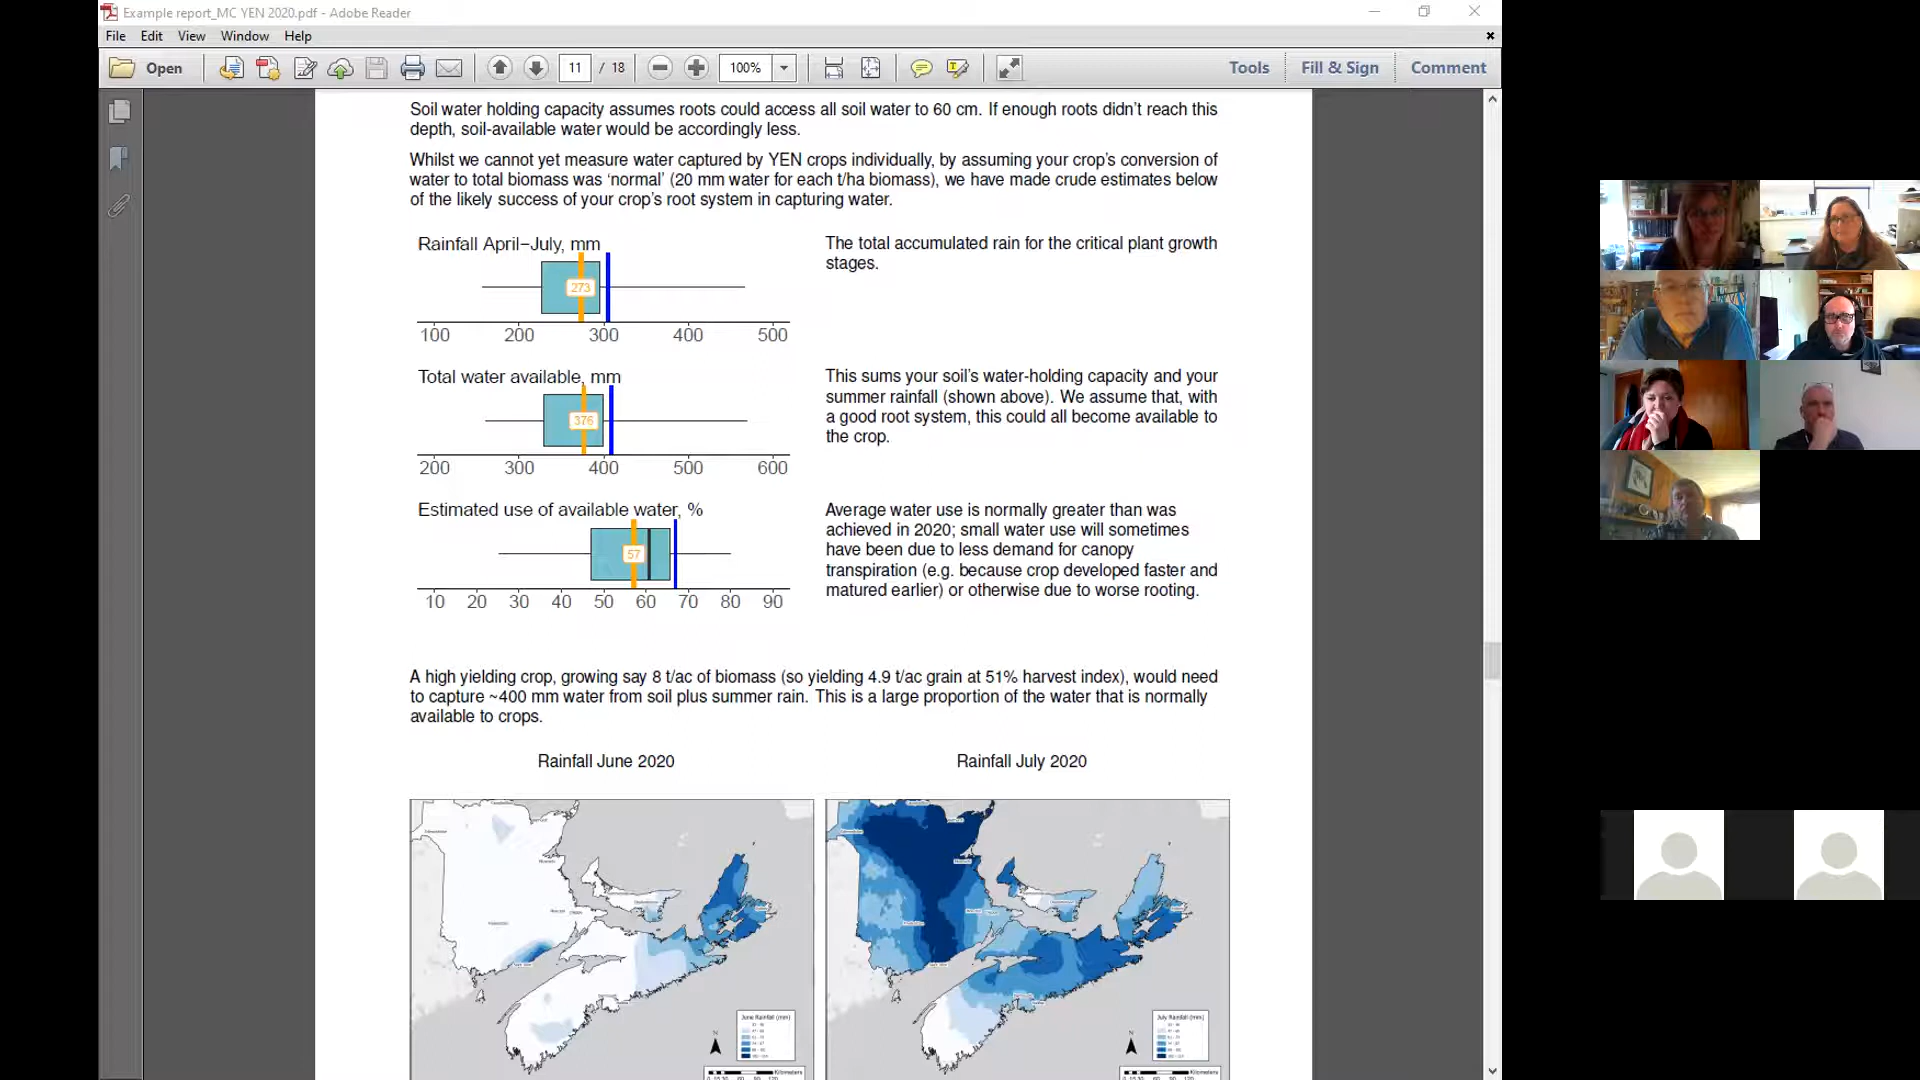 Example report_MC YEN 2020.pdf - Adobe Reader
File Edit View Window Help
Open 11 / 18 100% Tools Fill & Sign Comment
Soil water holding capacity assumes roots could access all soil water to 60 cm. If enough roots didn't reach this
depth, soil-available water would be accordingly less.
Whilst we cannot yet measure water captured by YEN crops individually, by assuming your crop's conversion of
water to total biomass was 'normal' (20 mm water for each t/ha biomass), we have made crude estimates below
of the likely success of your crop's root system in capturing water.
Rainfall April–July, mm
273
100 200 300 400 500
The total accumulated rain for the critical plant growth
stages.
Total water available, mm
376
200 300 400 500 600
This sums your soil's water-holding capacity and your
summer rainfall (shown above). We assume that, with
a good root system, this could all become available to
the crop.
Estimated use of available water, %
57
10 20 30 40 50 60 70 80 90
Average water use is normally greater than was
achieved in 2020; small water use will sometimes
have been due to less demand for canopy
transpiration (e.g. because crop developed faster and
matured earlier) or otherwise due to worse rooting.
A high yielding crop, growing say 8 t/ac of biomass (so yielding 4.9 t/ac grain at 51% harvest index), would need
to capture ~400 mm water from soil plus summer rain. This is a large proportion of the water that is normally
available to crops.
Rainfall June 2020
Rainfall July 2020
June Rainfall (mm)
July Rainfall (mm)
N
N
Kilometers
Kilometers